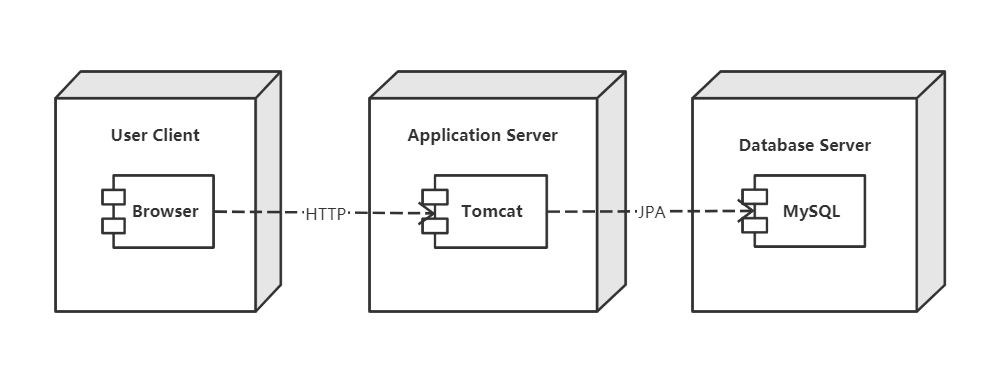 User Client
Application Server
Database Server
Browser
HTTP
Tomcat
JPA
MySQL